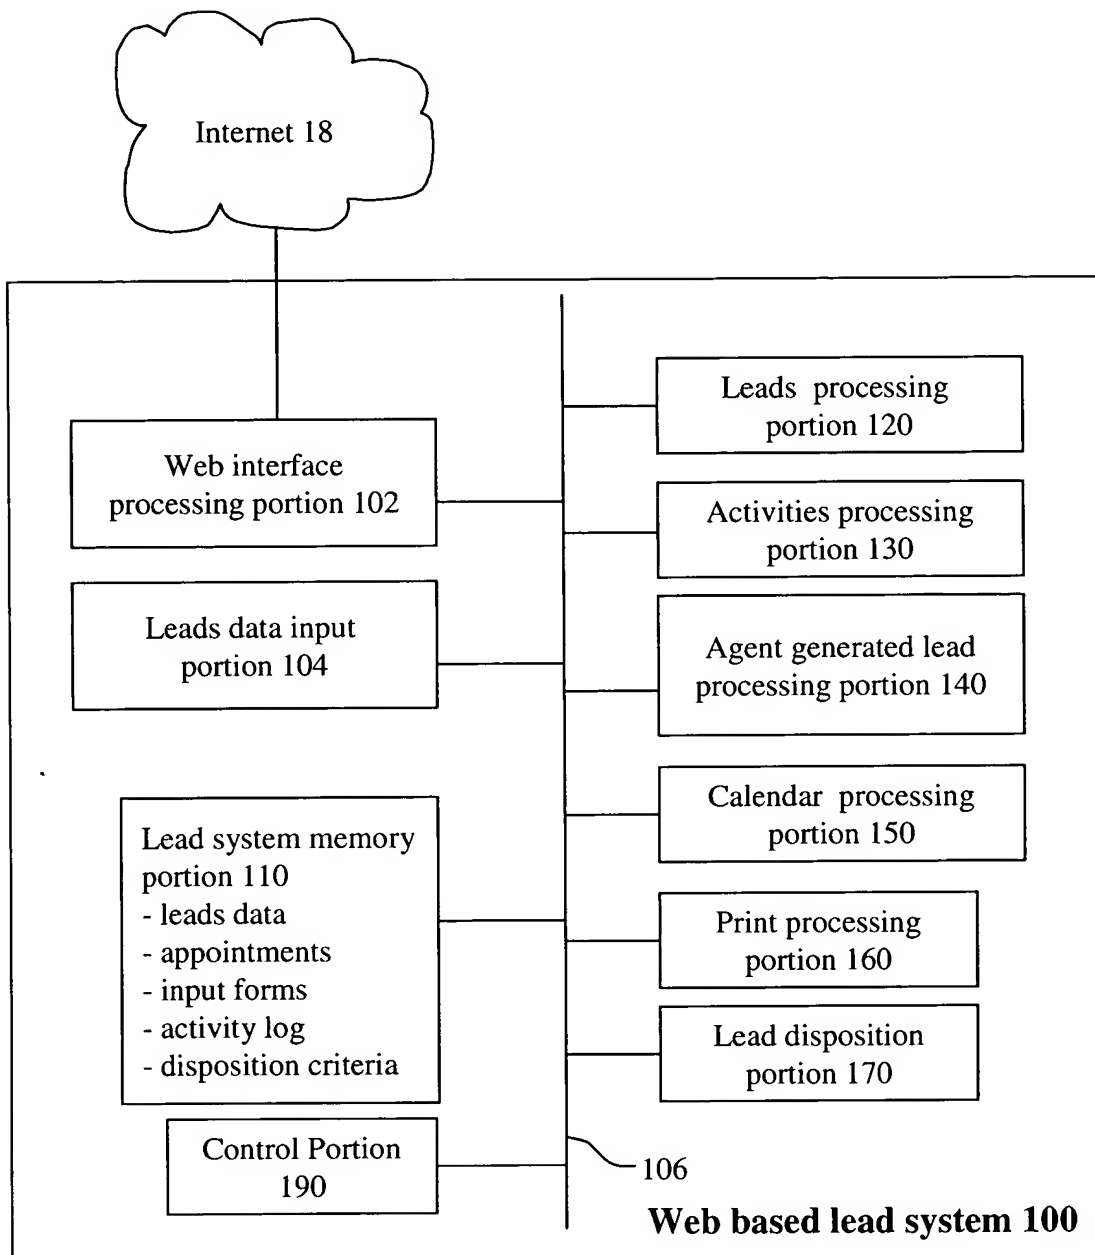 Internet 18
Web interface
processing portion 102
Leads data input
portion 104
Lead system memory
portion 110
- leads data
- appointments
- input forms
- activity log
- disposition criteria
Control Portion
190
Leads processing
portion 120
Activities processing
portion 130
Agent generated lead
processing portion 140
Calendar processing
portion 150
Print processing
portion 160
Lead disposition
portion 170
106
Web based lead system 100